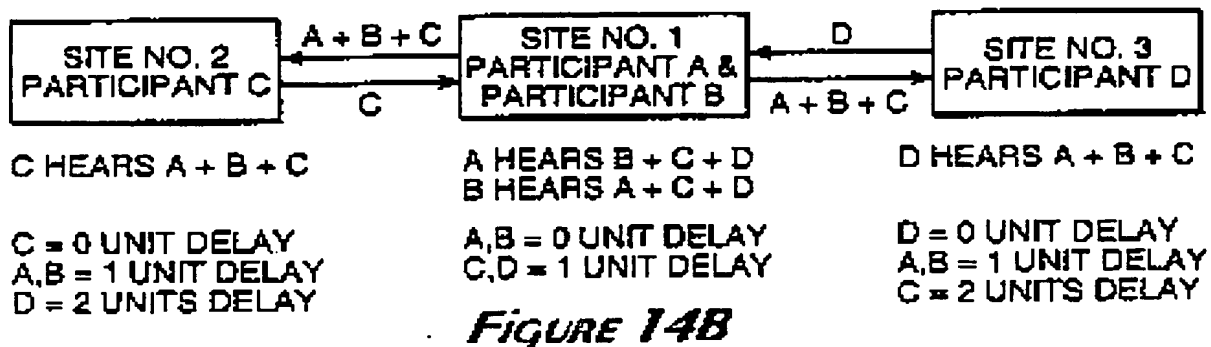 SITE NO. 2
PARTICIPANT C
A + B + C
C
SITE NO. 1
PARTICIPANT A &
PARTICIPANT B
D
A + B + C
SITE NO. 3
PARTICIPANT D
C HEARS A + B + C
C = 0 UNIT DELAY
A,B = 1 UNIT DELAY
D = 2 UNITS DELAY
A HEARS B + C + D
B HEARS A + C + D
A,B = 0 UNIT DELAY
C,D = 1 UNIT DELAY
D HEARS A + B + C
D = 0 UNIT DELAY
A,B = 1 UNIT DELAY
C = 2 UNITS DELAY
FIGURE 14B